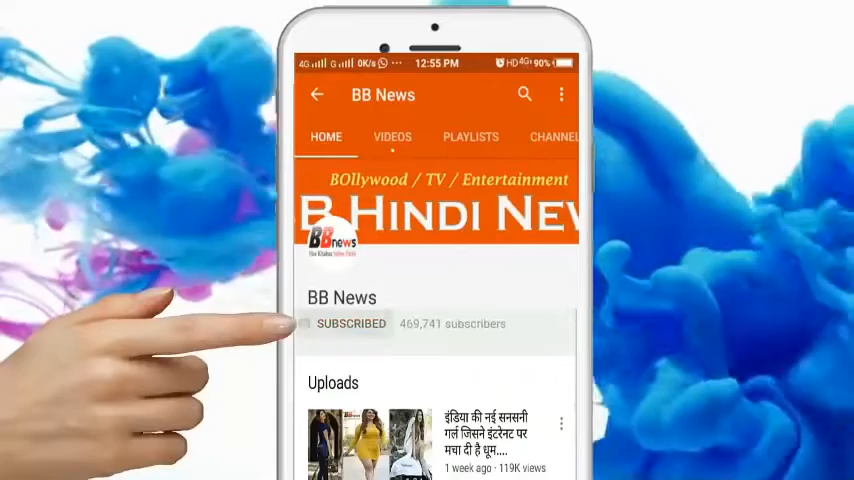 4G G 0K/s ... 12:55 PM HD 4G+ 90%
BB News
HOME VIDEOS PLAYLISTS CHANNEL
BOllywood / TV / Entertainment
BB HINDI NEW
BBnews
BB News
SUBSCRIBED 469,741 subscribers
Uploads
इंडिया की नई सनसनी
गर्ल जिसने इंटरनेट पर
मचा दी है धूम....
1 week ago · 119K views